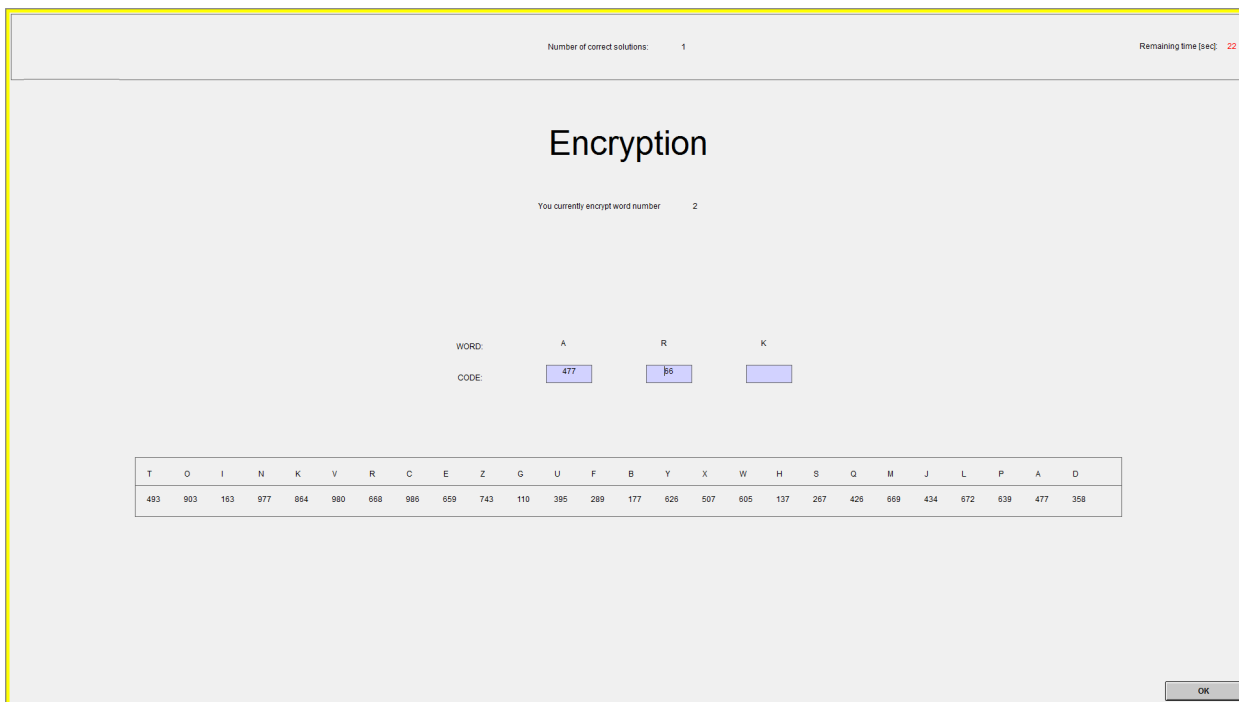 Number of correct solutions: 1 Remaining time [sec]: 22
Encryption
You currently encrypt word number 2
WORD: A R K
CODE: 477 66
T O I N K V R C E Z G U F B Y X W H S Q M J L P A D
493 903 163 977 864 980 668 986 659 743 110 395 289 177 626 507 605 137 267 426 669 434 672 639 477 358
OK